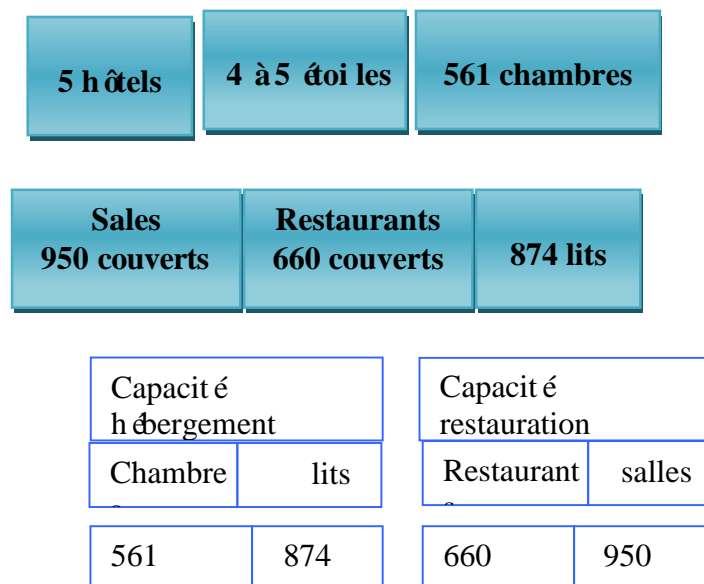 5 hôtels
4 à 5 étoiles
561 chambres
Sales
950 couverts
Restaurants
660 couverts
874 lits
Capacité
hébergement
Capacité
restauration
Chambre
lits
Restaurant
salles
561
874
660
950